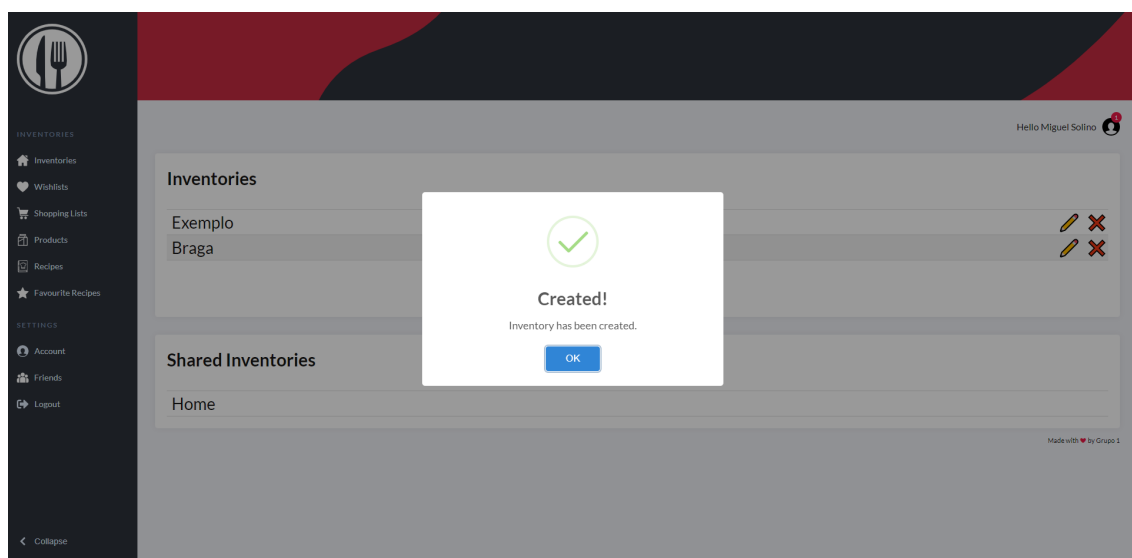 INVENTORIES
Inventories
Wishlists
Shopping Lists
Products
Recipes
Favourite Recipes
SETTINGS
Account
Friends
Logout
Collapse
Hello Miguel Solino
1
Inventories
Exemplo
Braga
Created!
Inventory has been created.
OK
Shared Inventories
Home
Made with ❤ by Grupo 1